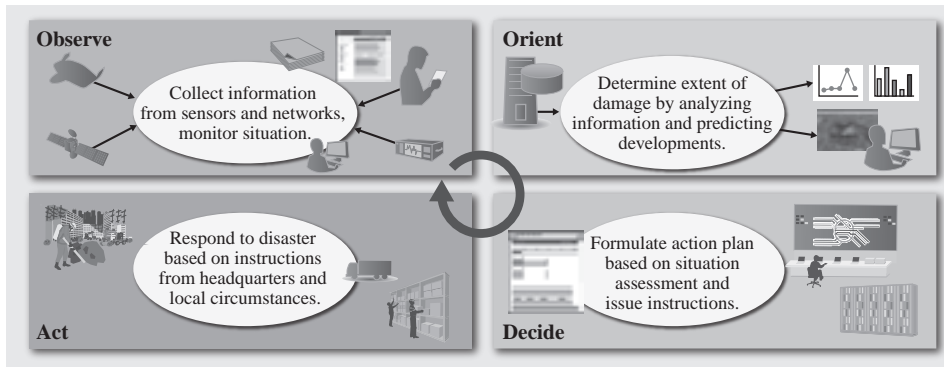 Observe
Collect information
from sensors and networks,
monitor situation.
Orient
Determine extent of
damage by analyzing
information and predicting
developments.
Act
Respond to disaster
based on instructions
from headquarters and
local circumstances.
Decide
Formulate action plan
based on situation
assessment and
issue instructions.